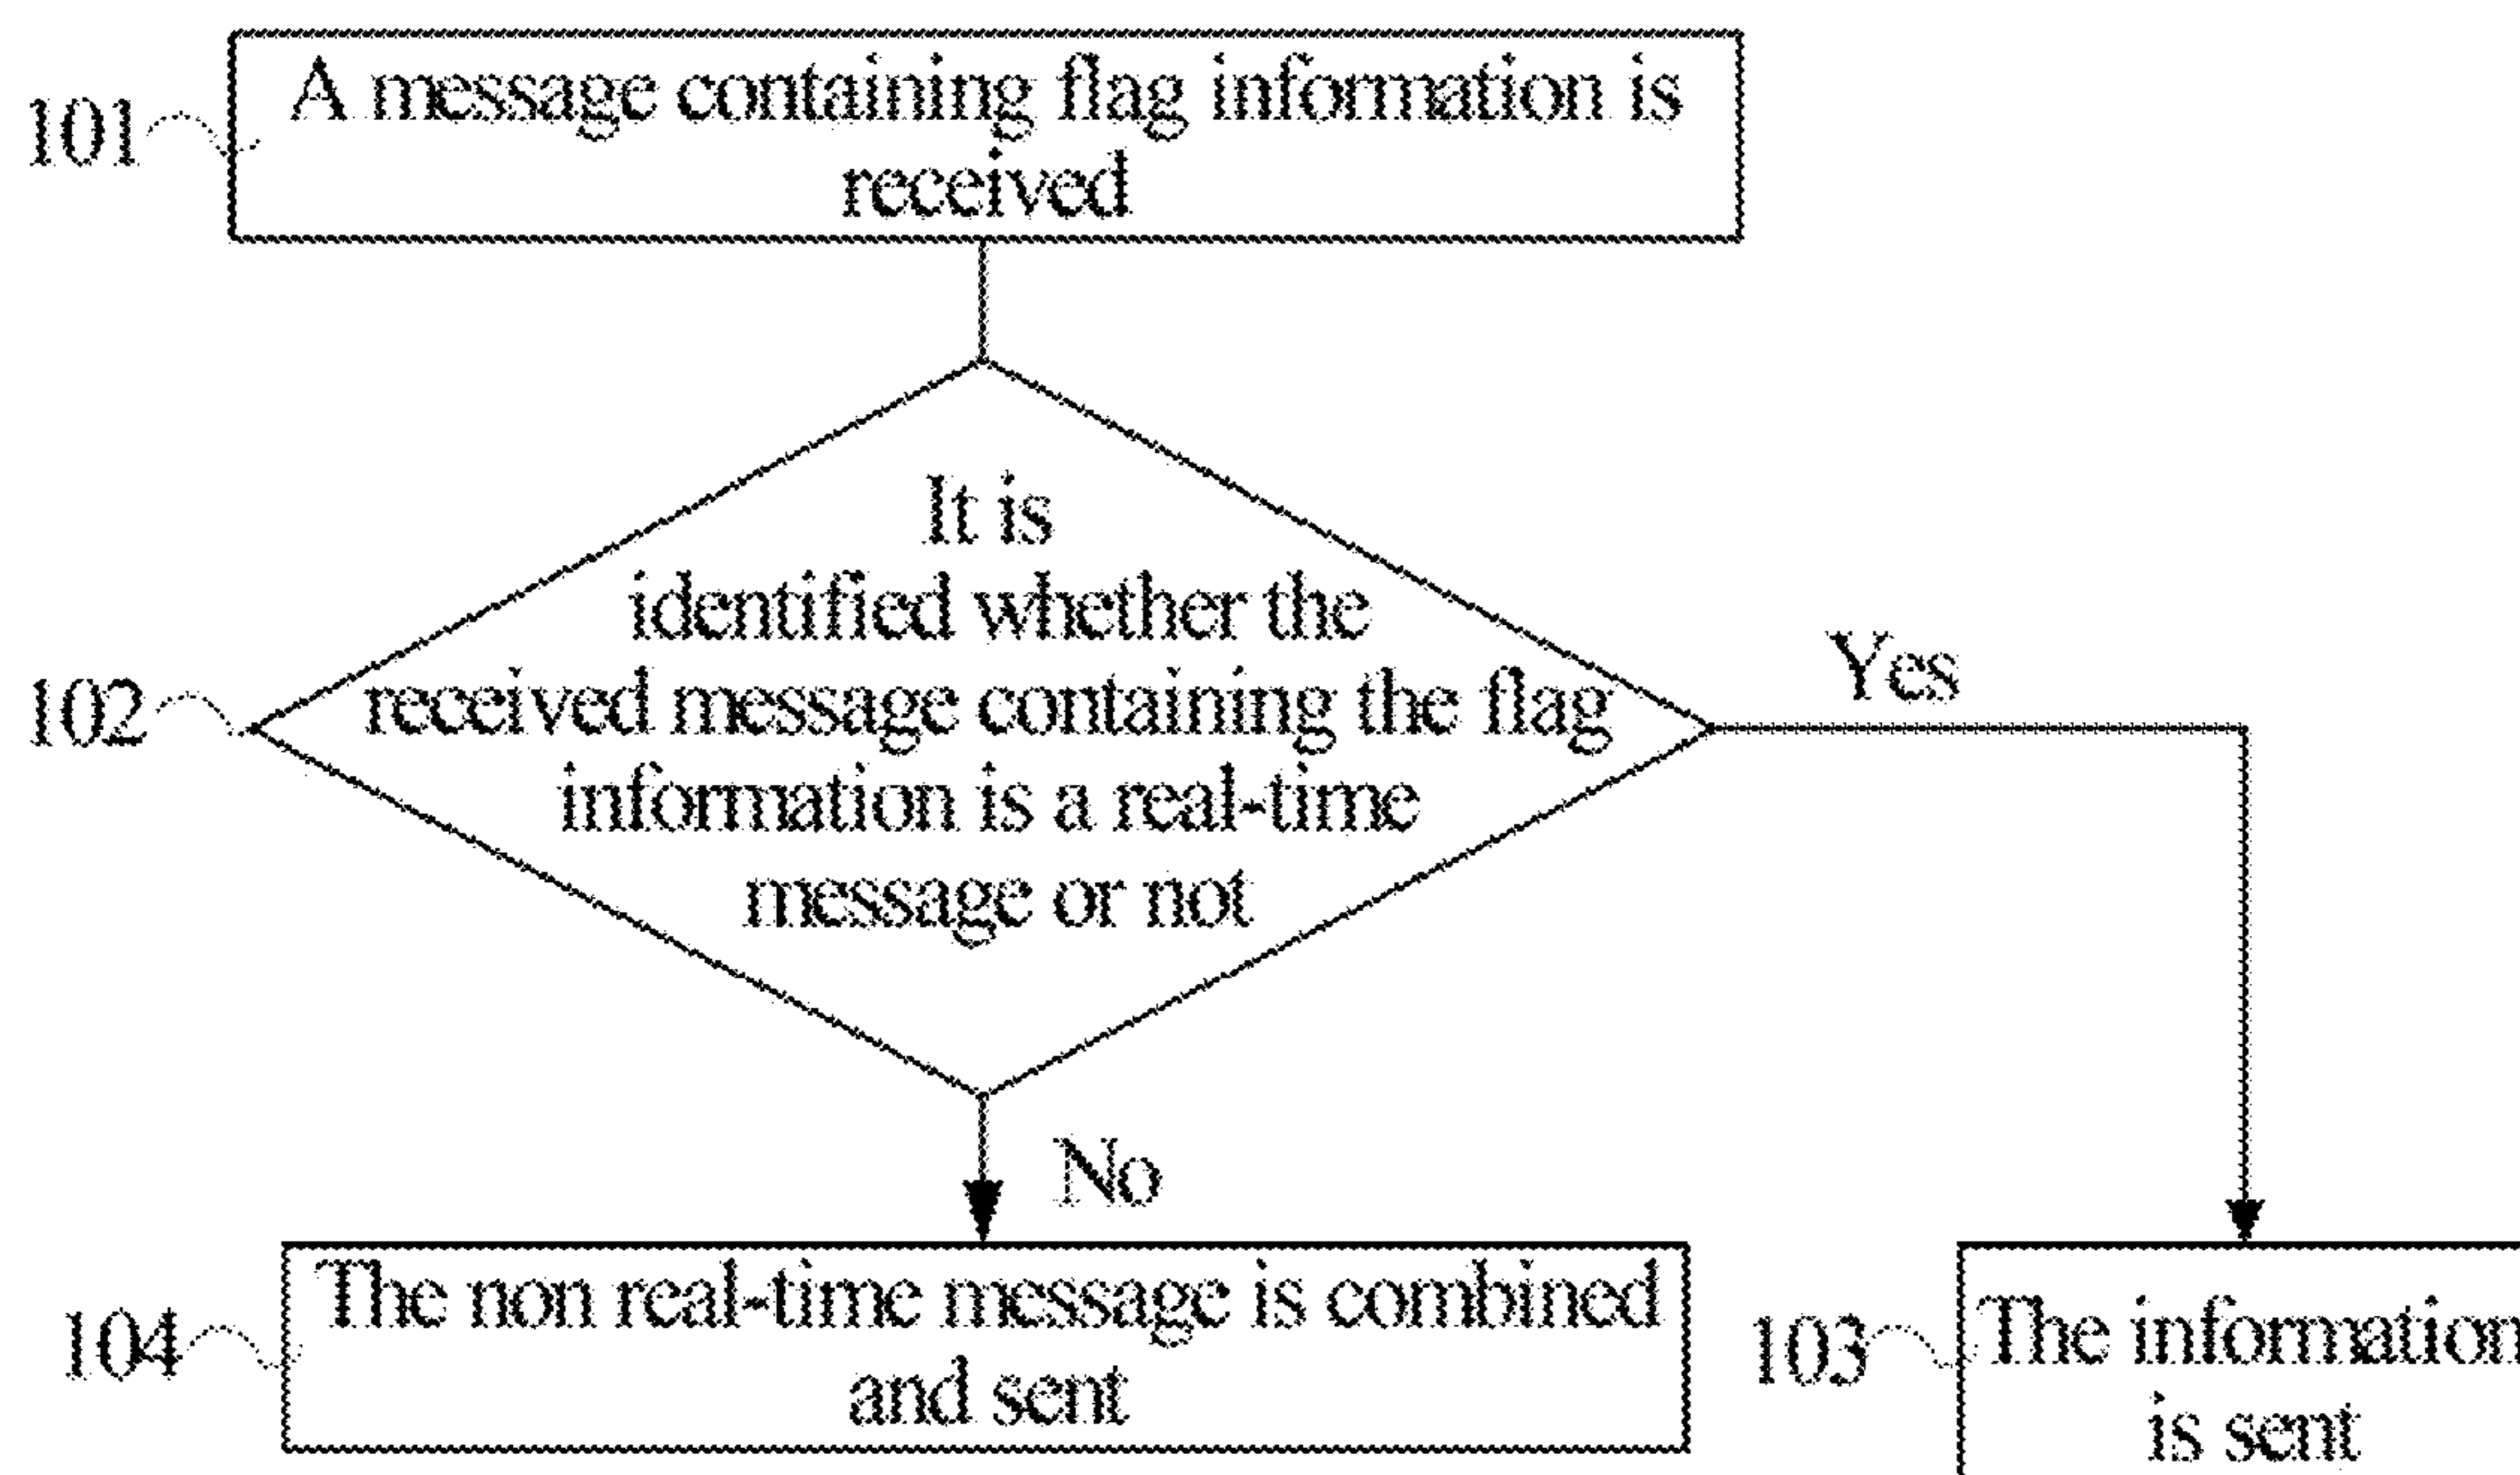 101
A message containing flag information is
received
It is
identified whether the
received message containing the flag
information is a real-time
message or not
102
Yes
No
104
The non real-time message is combined
and sent
103
The information
is sent